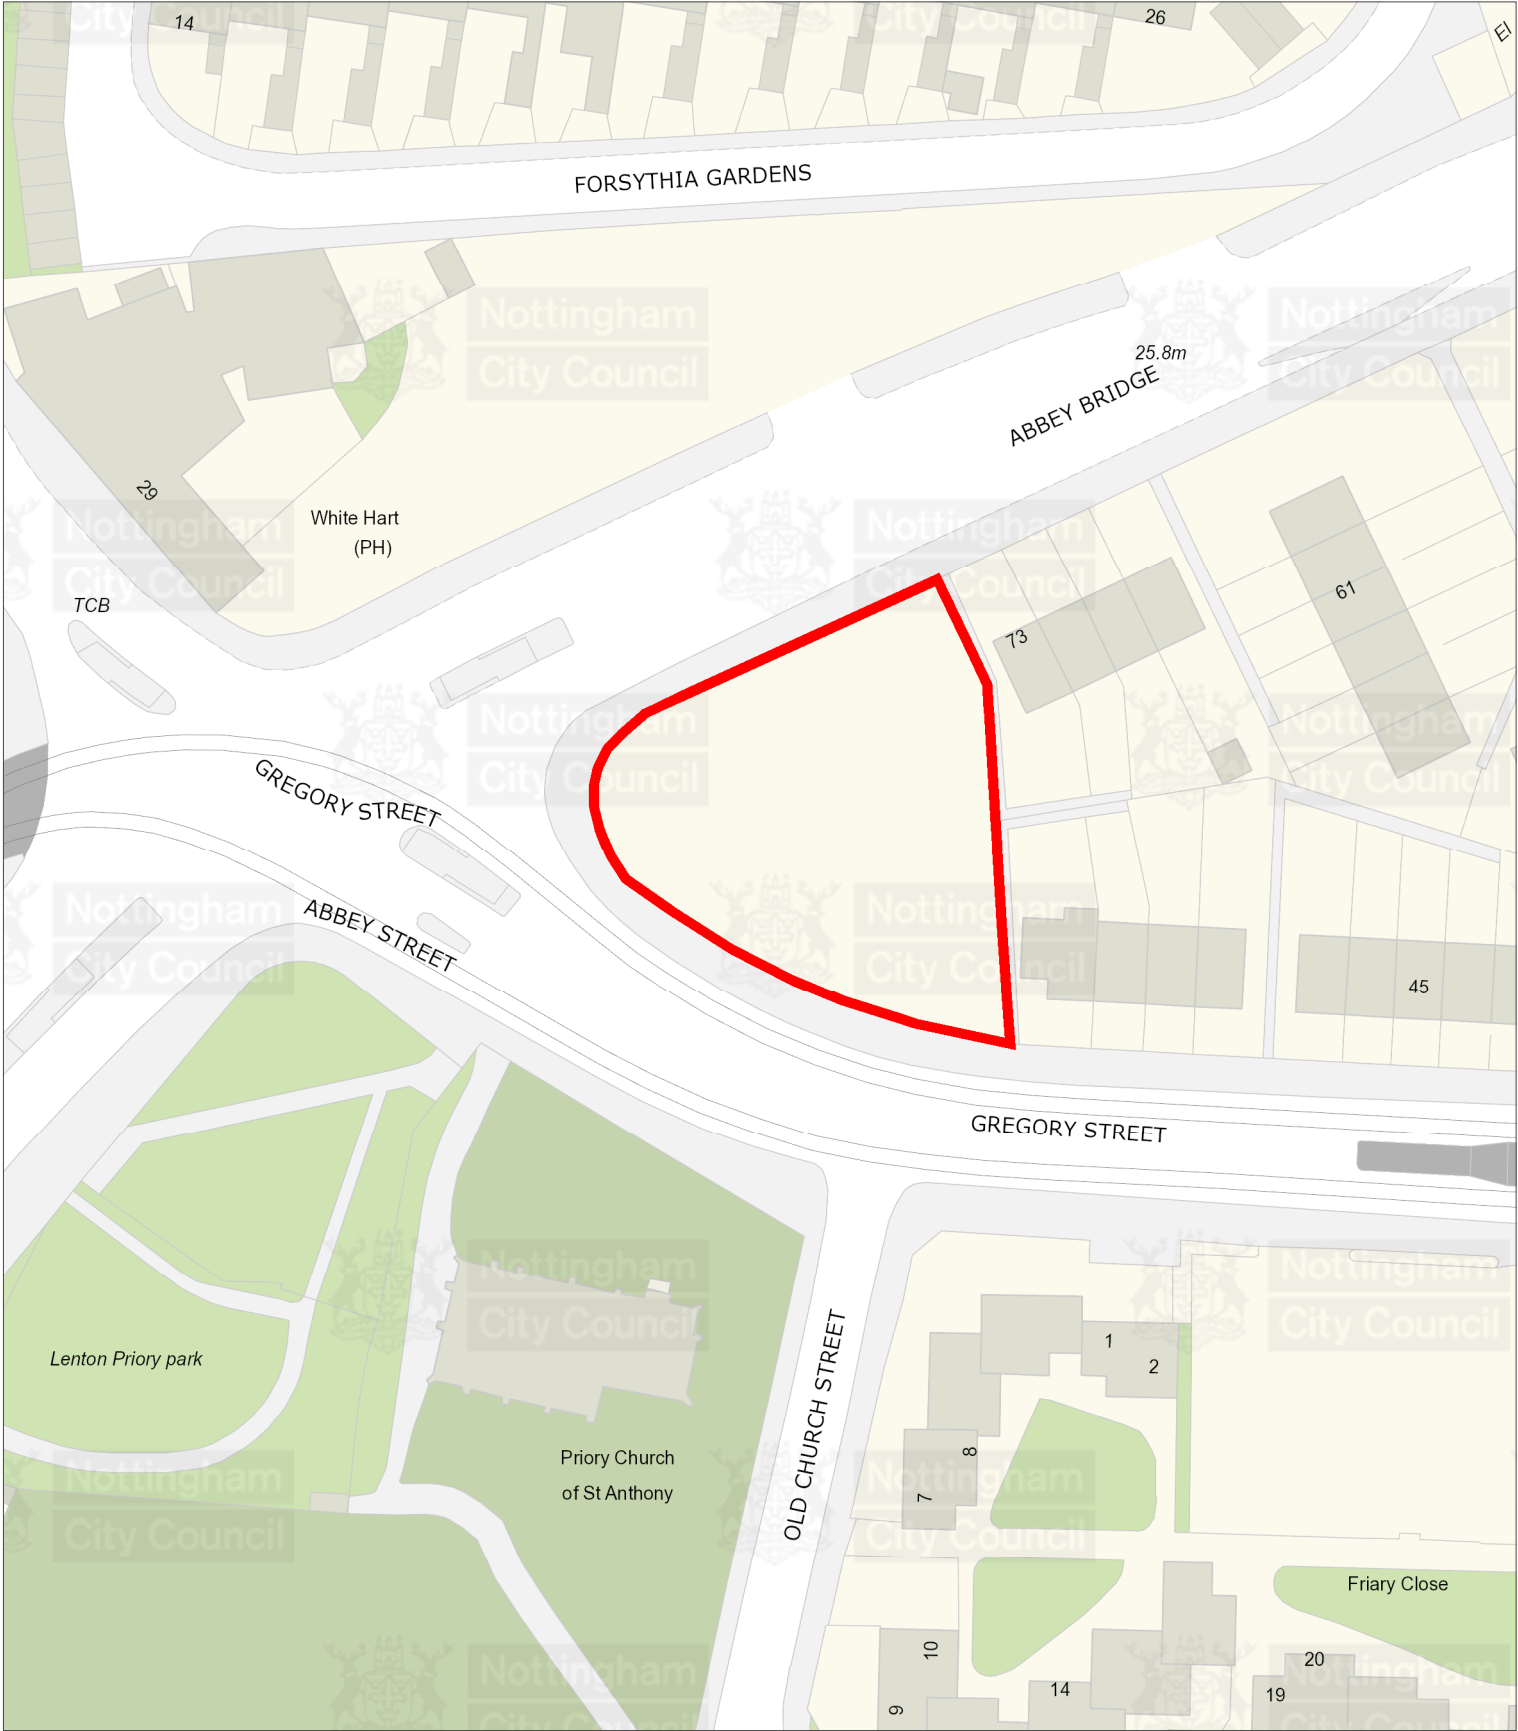 14
26
El
FORSYTHIA GARDENS
Nottingham
City Council
25.8m
ABBEY BRIDGE
29
White Hart
(PH)
TCB
61
73
GREGORY STREET
ABBEY STREET
45
GREGORY STREET
Lenton Priory park
OLD CHURCH STREET
1
2
8
7
Priory Church
of St Anthony
Friary Close
10
9
14
20
19